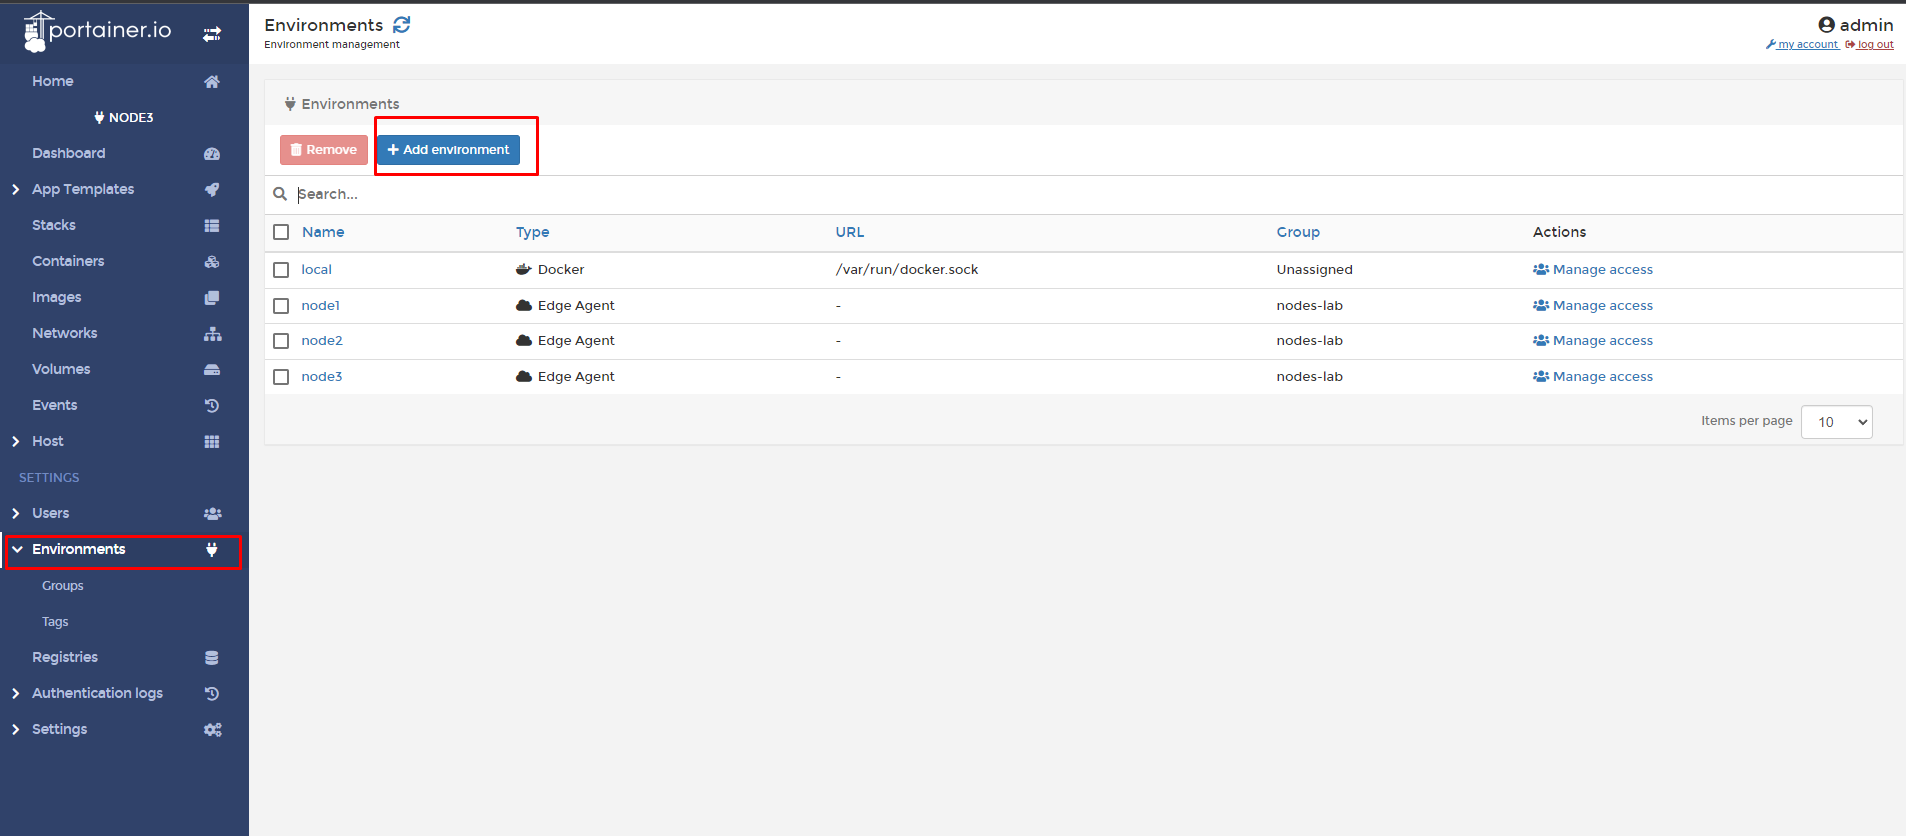 portainer.io
Home
NODE3
Dashboard
App Templates
Stacks
Containers
Images
Networks
Volumes
Events
Host
SETTINGS
Users
Environments
Groups
Tags
Registries
Authentication logs
Settings
Environments
Environment management
admin
my account log out
Environments
Remove Add environment
Search...
Name Type URL Group Actions
local Docker /var/run/docker.sock Unassigned Manage access
node1 Edge Agent - nodes-lab Manage access
node2 Edge Agent - nodes-lab Manage access
node3 Edge Agent - nodes-lab Manage access
Items per page 10